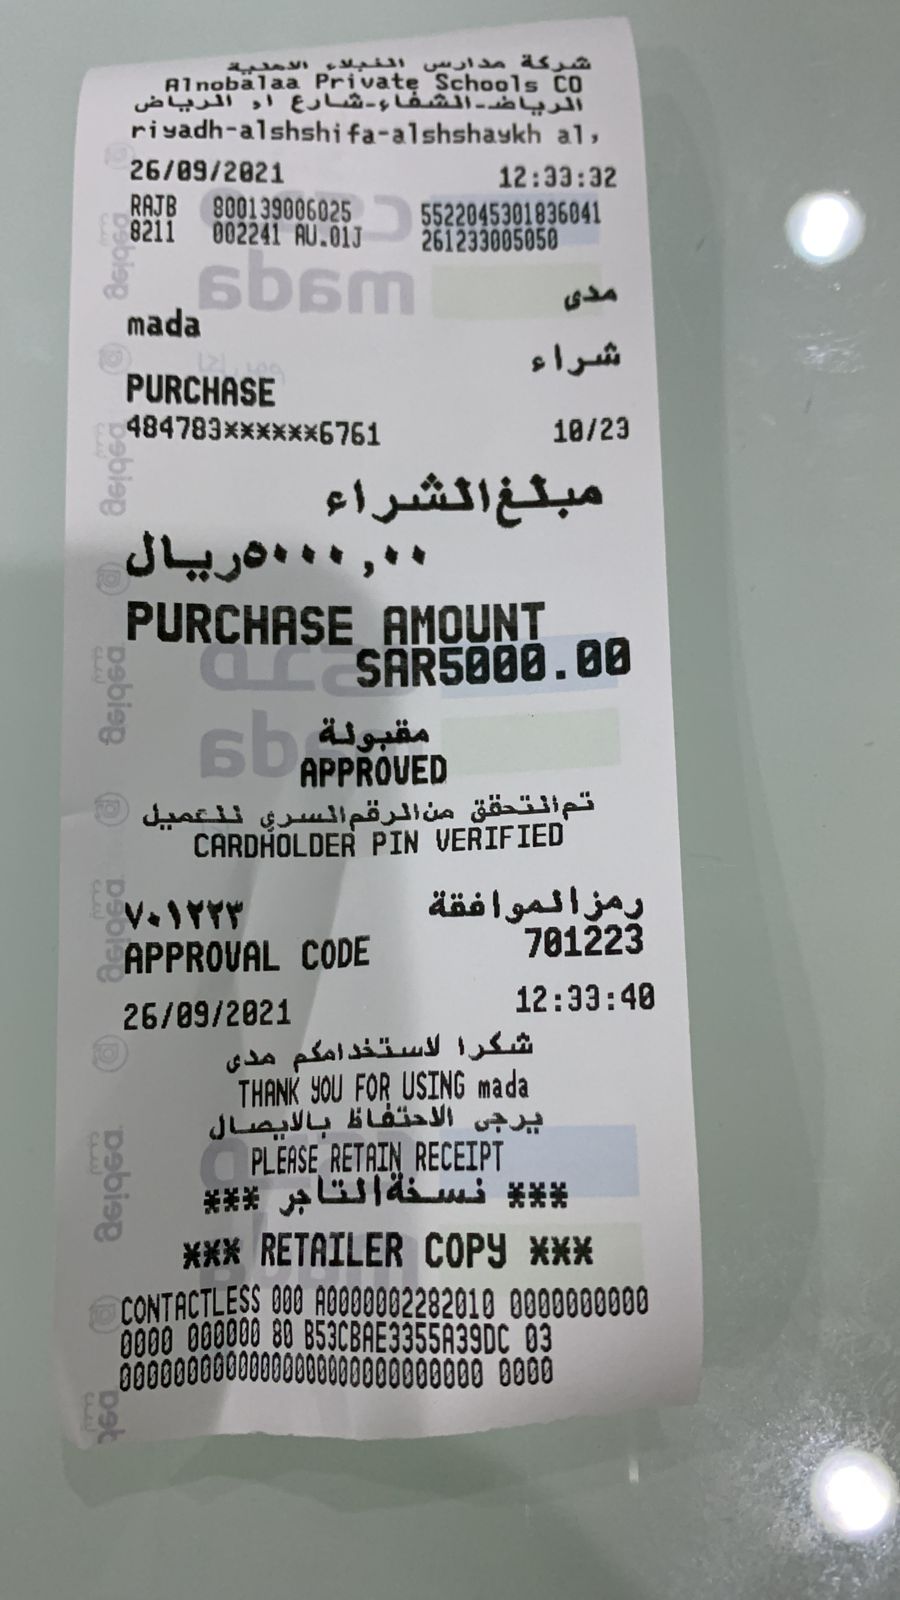 شركة مدارس النبلاء الاهلية
Alnobalaa Private Schools CO
الرياض-الشفاء-شارع ا، الرياض
riyadh-alshshifa-alshshaykh al,
26/09/2021 12:33:32
RAJB 800139006025 5522045301836041
8211 002241 AU.01J 261233005050
مدى
mada
شراء
PURCHASE
484783******6761 10/23
مبلغ الشراء
٥٠٠٠,٠٠ ريال
PURCHASE AMOUNT
SAR5000.00
مقبولة
APPROVED
تم التحقق من الرقم السري للعميل
CARDHOLDER PIN VERIFIED
رمز الموافقة ٧٠١٢٢٣
APPROVAL CODE 701223
26/09/2021 12:33:40
شكرا لاستخدامكم مدى
THANK YOU FOR USING mada
يرجى الاحتفاظ بالايصال
PLEASE RETAIN RECEIPT
*** نسخة التاجر ***
*** RETAILER COPY ***
CONTACTLESS 000 A0000002282010 0000000000
0000 000000 80 B53CBAE3355A39DC 03
00000000000000000000000000000 0000